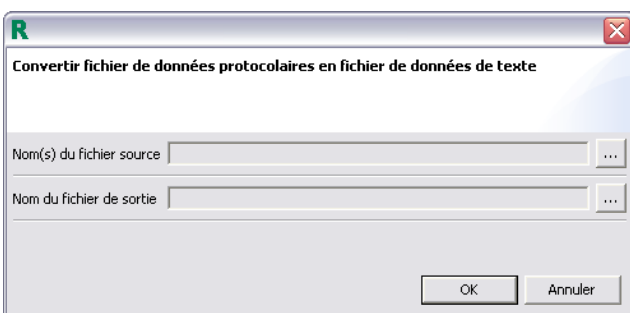 R
Convertir fichier de données protocolaires en fichier de données de texte
Nom(s) du fichier source
...
Nom du fichier de sortie
...
OK
Annuler